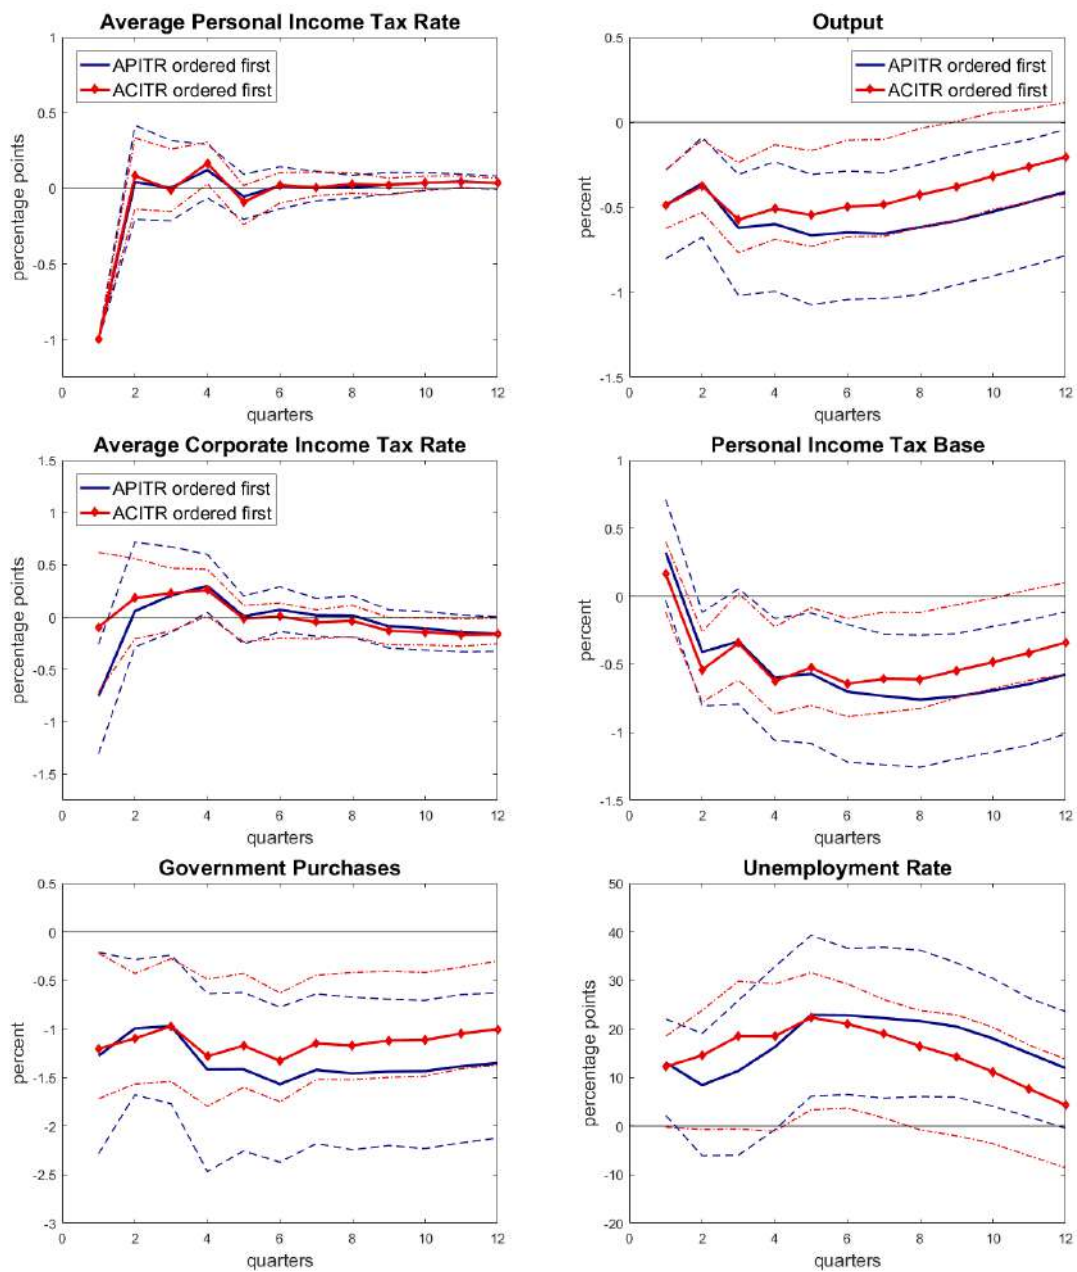 Average Personal Income Tax Rate
1
0.5
0
-0.5
-1
percentage points
APITR ordered first
ACITR ordered first
0 2 4 6 8 10 12
quarters
Output
0.5
0
-0.5
-1
-1.5
percent
APITR ordered first
ACITR ordered first
0 2 4 6 8 10 12
quarters
Average Corporate Income Tax Rate
1.5
1
0.5
0
-0.5
-1
-1.5
percentage points
APITR ordered first
ACITR ordered first
0 2 4 6 8 10 12
quarters
Personal Income Tax Base
1
0.5
0
-0.5
-1
-1.5
percent
0 2 4 6 8 10 12
quarters
Government Purchases
0.5
0
-0.5
-1
-1.5
-2
-2.5
-3
percent
0 2 4 6 8 10 12
quarters
Unemployment Rate
50
40
30
20
10
0
-10
-20
percentage points
0 2 4 6 8 10 12
quarters